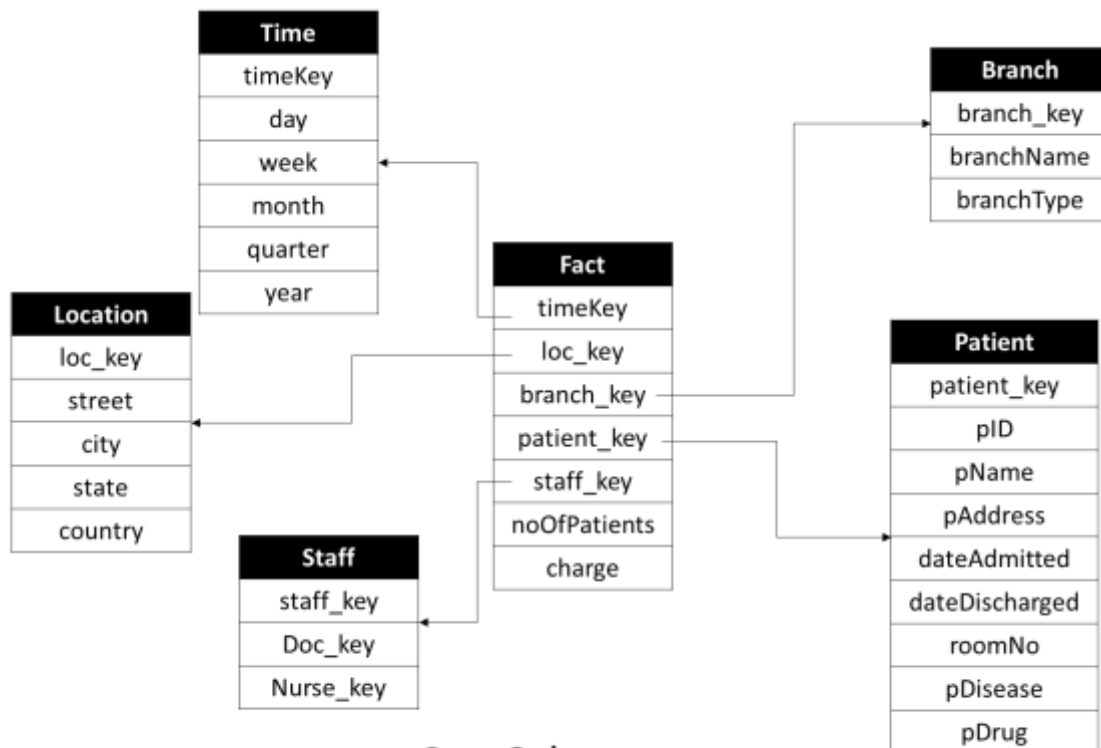 Time
timeKey
day
week
month
quarter
year
Branch
branch_key
branchName
branchType
Fact
timeKey
loc_key
branch_key
patient_key
staff_key
noOfPatients
charge
Location
loc_key
street
city
state
country
Patient
patient_key
pID
pName
pAddress
dateAdmitted
dateDischarged
roomNo
pDisease
pDrug
Staff
staff_key
Doc_key
Nurse_key